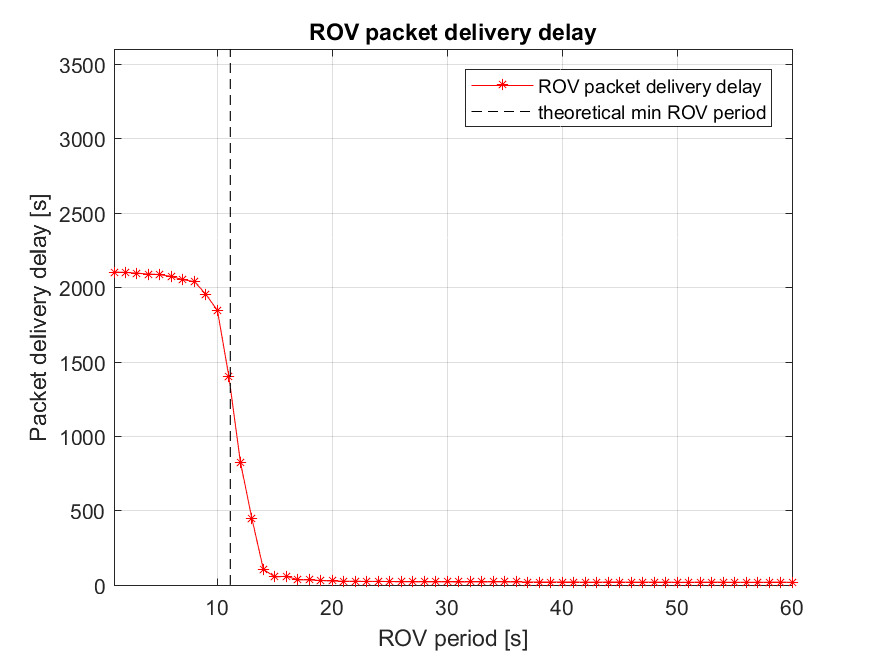 ROV packet delivery delay
3500
3000
2500
2000
1500
1000
500
0
Packet delivery delay [s]
ROV packet delivery delay
theoretical min ROV period
10
20
30
40
50
60
ROV period [s]